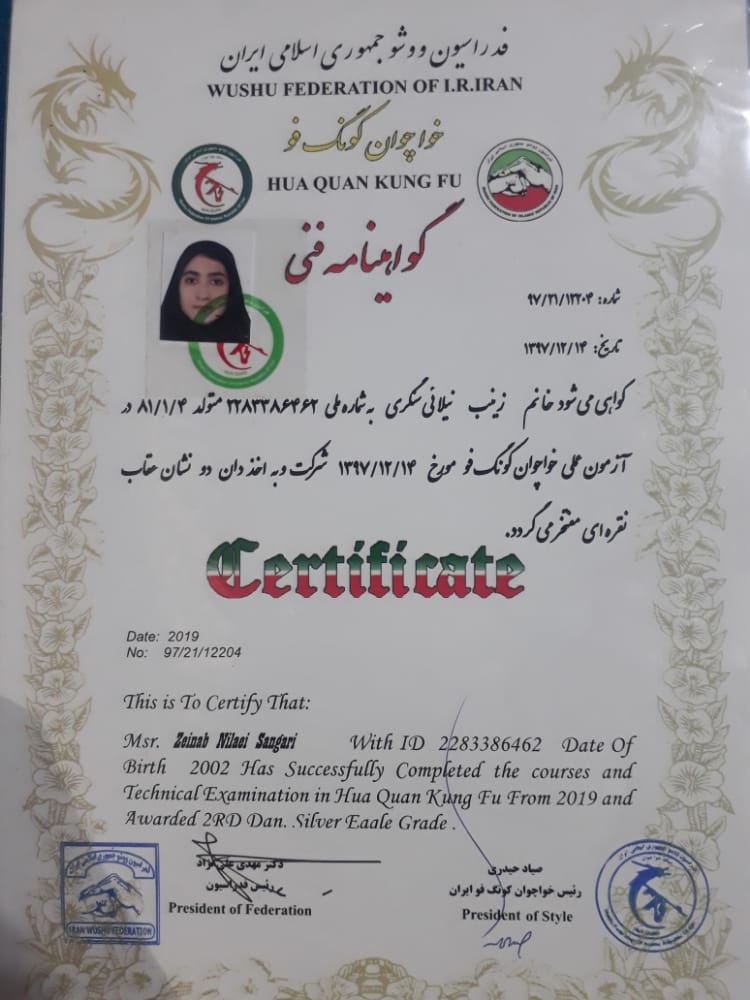 فدراسیون ووشو جمهوری اسلامی ایران
WUSHU FEDERATION OF I.R.IRAN
خواچوان کونگ فو
HUA QUAN KUNG FU
گواهینامه فنی
شماره: ۹۷/۲۱/۱۲۲۰۴
تاریخ: ۱۳۹۷/۱۲/۱۴
گواهی می شود خانم زینب نیلائی سنگری به شماره ملی ۲۲۸۳۳۸۶۴۶۲ متولد ۸۱/۱/۴ در
آزمون عملی خواچوان کونگ فو مورخ ۱۳۹۷/۱۲/۱۴ شرکت و به اخذ دان دو نشان عقاب
نقره ای مفتخر می گردد.
Certificate
Date: 2019
No: 97/21/12204
This is To Certify That:
Msr. Zeinab Nilaei Sangari With ID 2283386462 Date Of
Birth 2002 Has Successfully Completed the courses and
Technical Examination in Hua Quan Kung Fu From 2019 and
Awarded 2RD Dan. Silver Eaale Grade .
دکتر مهدی علی نژاد
رئیس فدراسیون
President of Federation
صیاد حیدری
رئیس خواچوان کونگ فو ایران
President of Style
IRAN WUSHU FEDERATION